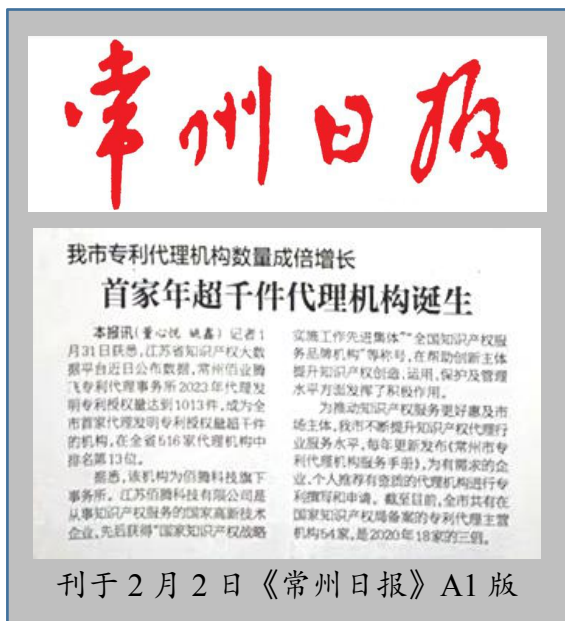 常州日报
我市专利代理机构数量成倍增长
首家年超千件代理机构诞生
本报讯(董心悦 姚鑫) 记者1
月31日获悉,江苏省知识产权大数
据平台近日公布数据,常州佰业腾
飞专利代理事务所2023年代理发
明专利授权量达到1013件,成为全
市首家代理发明专利授权量超千件
的机构,在全省516家代理机构中
排名第13位。
据悉,该机构为佰腾科技旗下
事务所。江苏佰腾科技有限公司是
从事知识产权服务的国家高新技术
企业,先后获得“国家知识产权战略
实施工作先进集体”“全国知识产权服
务品牌机构”等称号,在帮助创新主体
提升知识产权创造、运用、保护及管理
水平方面发挥了积极作用。
为推动知识产权服务更好惠及市
场主体,我市不断提升知识产权代理行
业服务水平,每年更新发布《常州市专
利代理机构服务手册》,为有需求的企
业、个人推荐有资质的代理机构进行专
利撰写和申请。截至目前,全市共有在
国家知识产权局备案的专利代理主营
机构54家,是2020年18家的三倍。
刊于 2 月 2 日《常州日报》A1 版